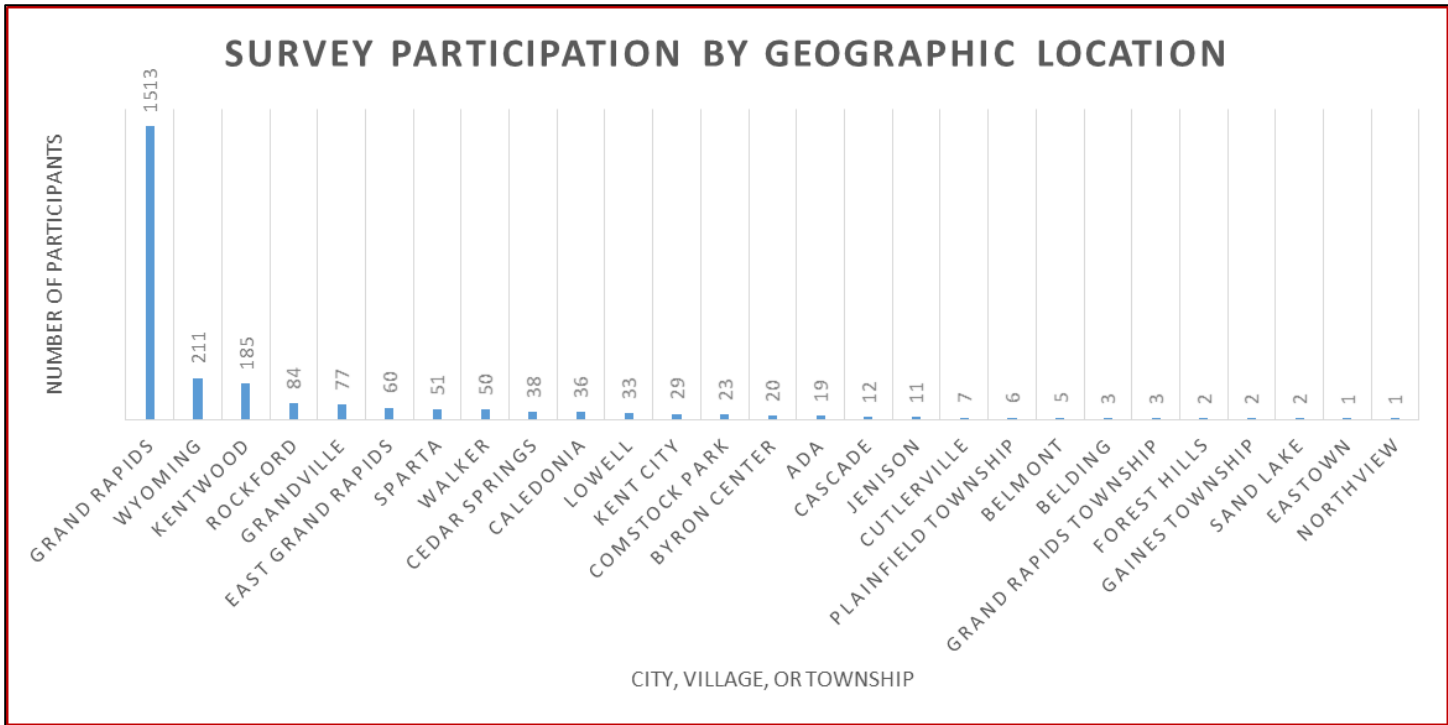 SURVEY PARTICIPATION BY GEOGRAPHIC LOCATION
NUMBER OF PARTICIPANTS
1513
211
185
84
77
60
51
50
38
36
33
29
23
20
19
12
11
7
6
5
3
3
2
2
2
1
1
GRAND RAPIDS
WYOMING
KENTWOOD
ROCKFORD
GRANDVILLE
EAST GRAND RAPIDS
SPARTA
WALKER
CEDAR SPRINGS
CALEDONIA
LOWELL
KENT CITY
COMSTOCK PARK
BYRON CENTER
ADA
CASCADE
JENISON
CUTLERVILLE
PLAINFIELD TOWNSHIP
BELMONT
BELDING
GRAND RAPIDS TOWNSHIP
FOREST HILLS
GAINES TOWNSHIP
SAND LAKE
EASTOWN
NORTHVIEW
CITY, VILLAGE, OR TOWNSHIP